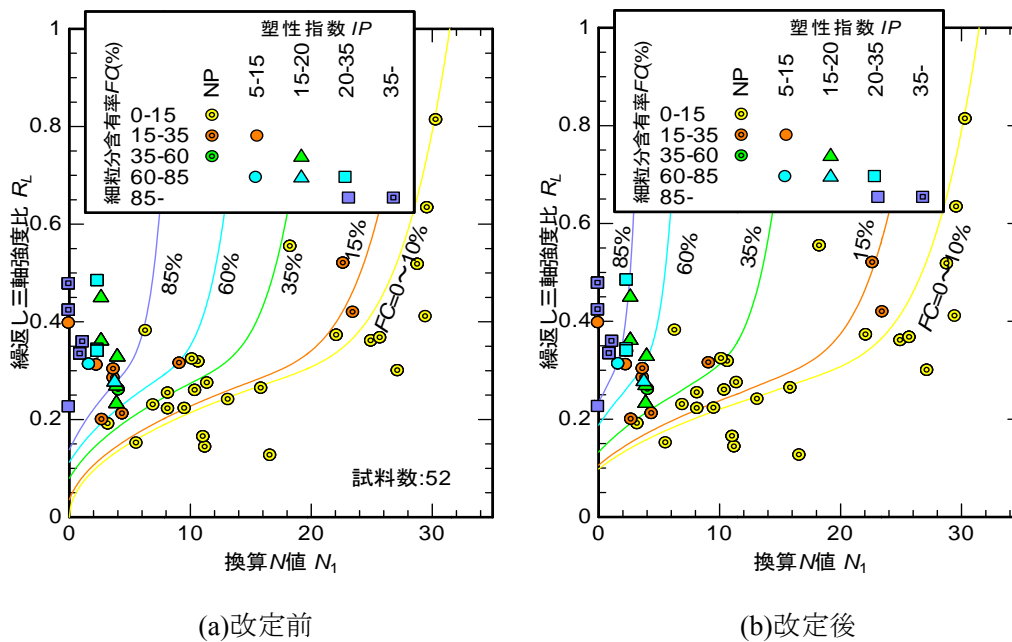 塑性指数 IP
細粒分含有率FC(%)
NP
5-15
15-20
20-35
35-
0-15
15-35
35-60
60-85
85-
繰返し三軸強度比 RL
1
0.8
0.6
0.4
0.2
0
85%
60%
35%
15%
FC=0～10%
試料数:52
0 10 20 30
換算N値 N1
(a)改定前
塑性指数 IP
細粒分含有率FC(%)
NP
5-15
15-20
20-35
35-
0-15
15-35
35-60
60-85
85-
繰返し三軸強度比 RL
1
0.8
0.6
0.4
0.2
0
85%
60%
35%
15%
FC=0～10%
0 10 20 30
換算N値 N1
(b)改定後